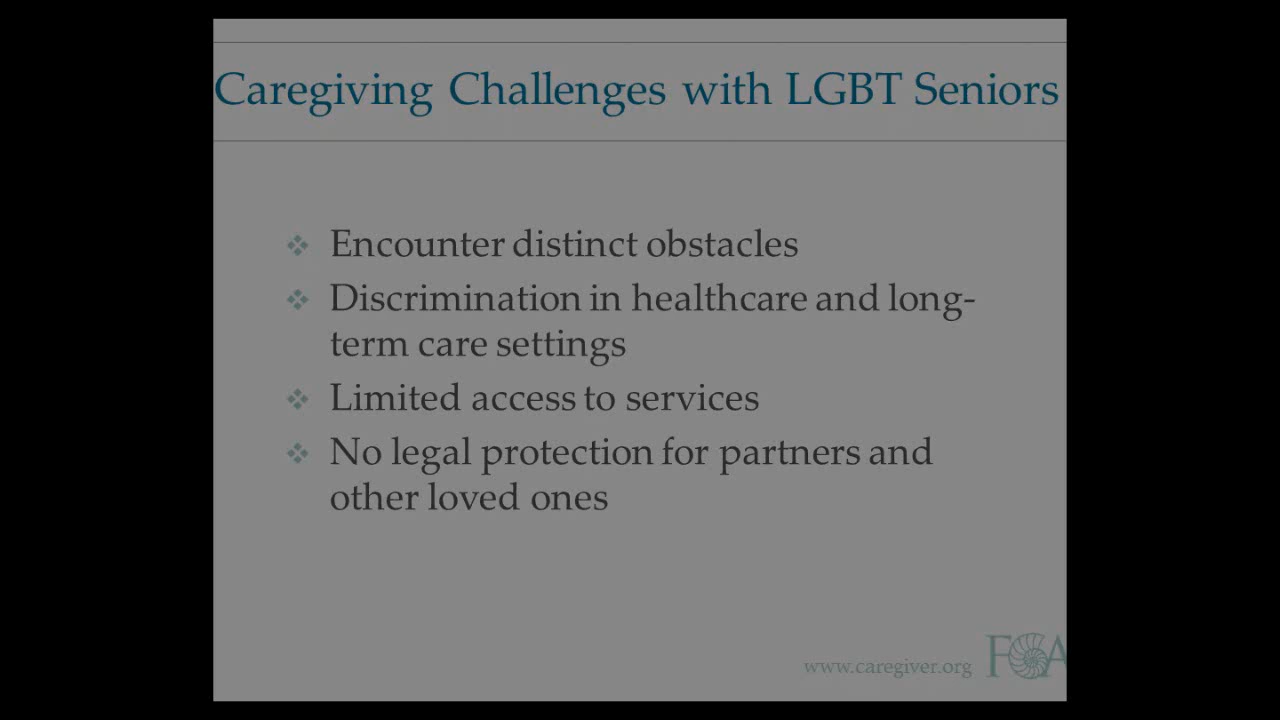 Caregiving Challenges with LGBT Seniors
Encounter distinct obstacles
Discrimination in healthcare and long-
term care settings
Limited access to services
No legal protection for partners and
other loved ones
www.caregiver.org
FCA